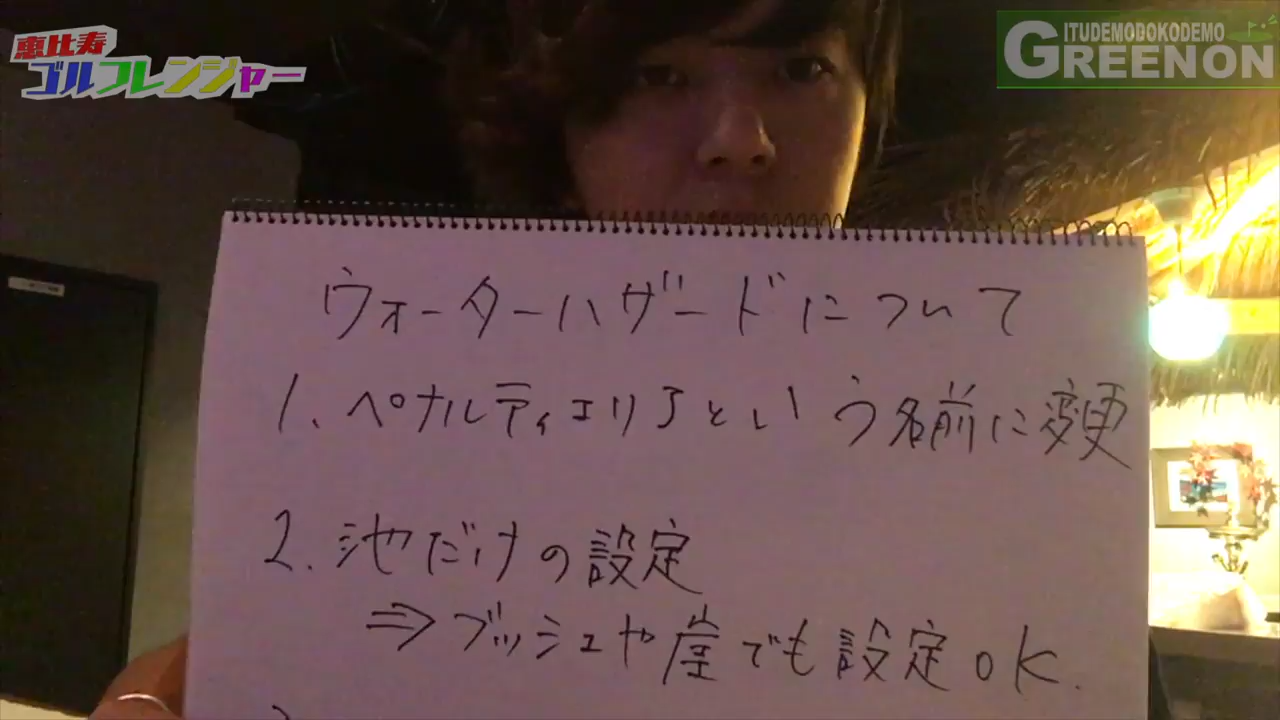 恵比寿
ゴルフレンジャー
ITUDEMODOKODEMO
GREENON
ウォーターハザードについて
1. ペナルティエリアという名前に変更
2. 池だけの設定
⇒ブッシュや崖でも設定OK.